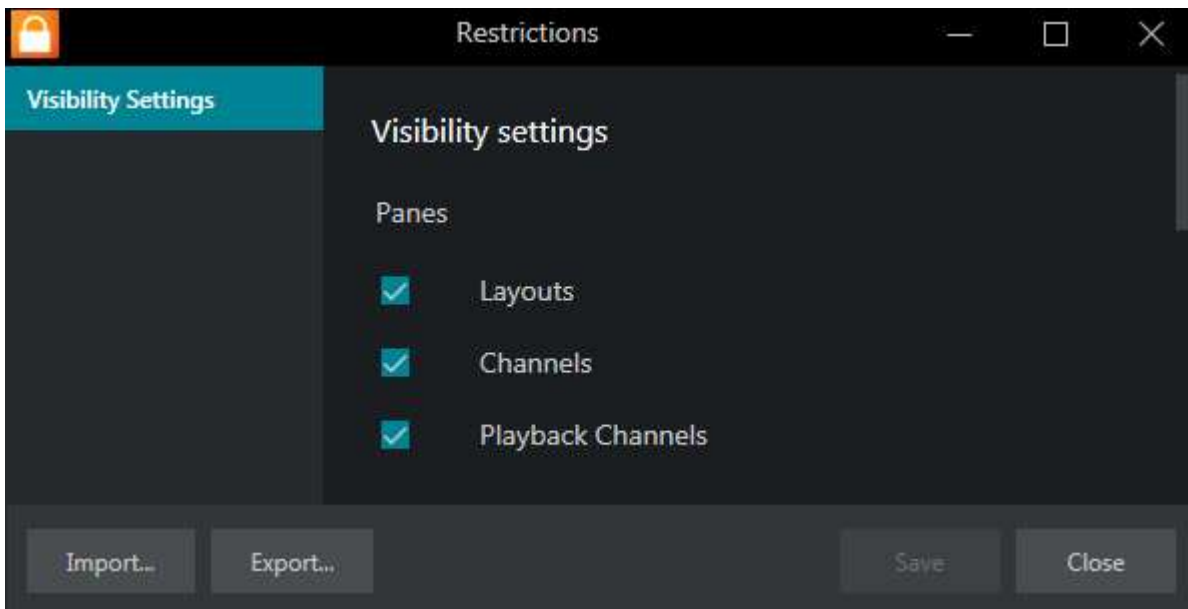 Restrictions
Visibility Settings
Visibility settings
Panes
Layouts
Channels
Playback Channels
Import...
Export...
Save
Close